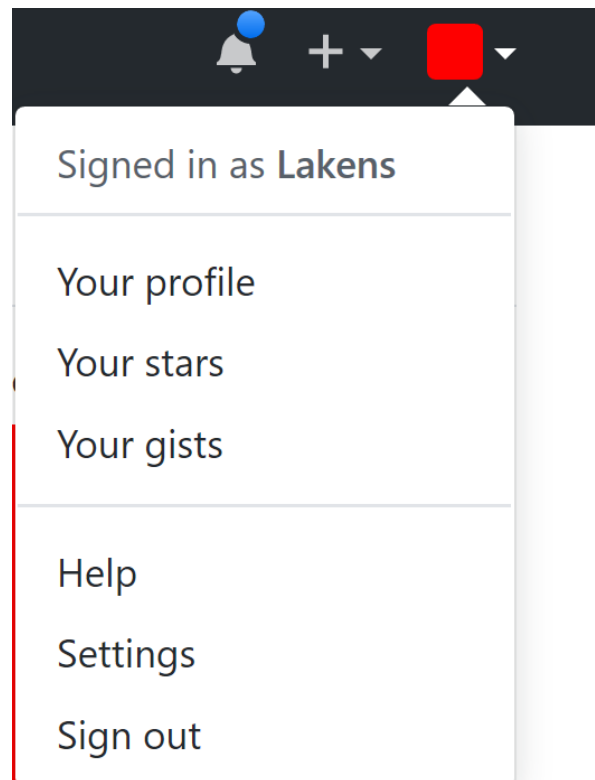 Signed in as Lakens
Your profile
Your stars
Your gists
Help
Settings
Sign out